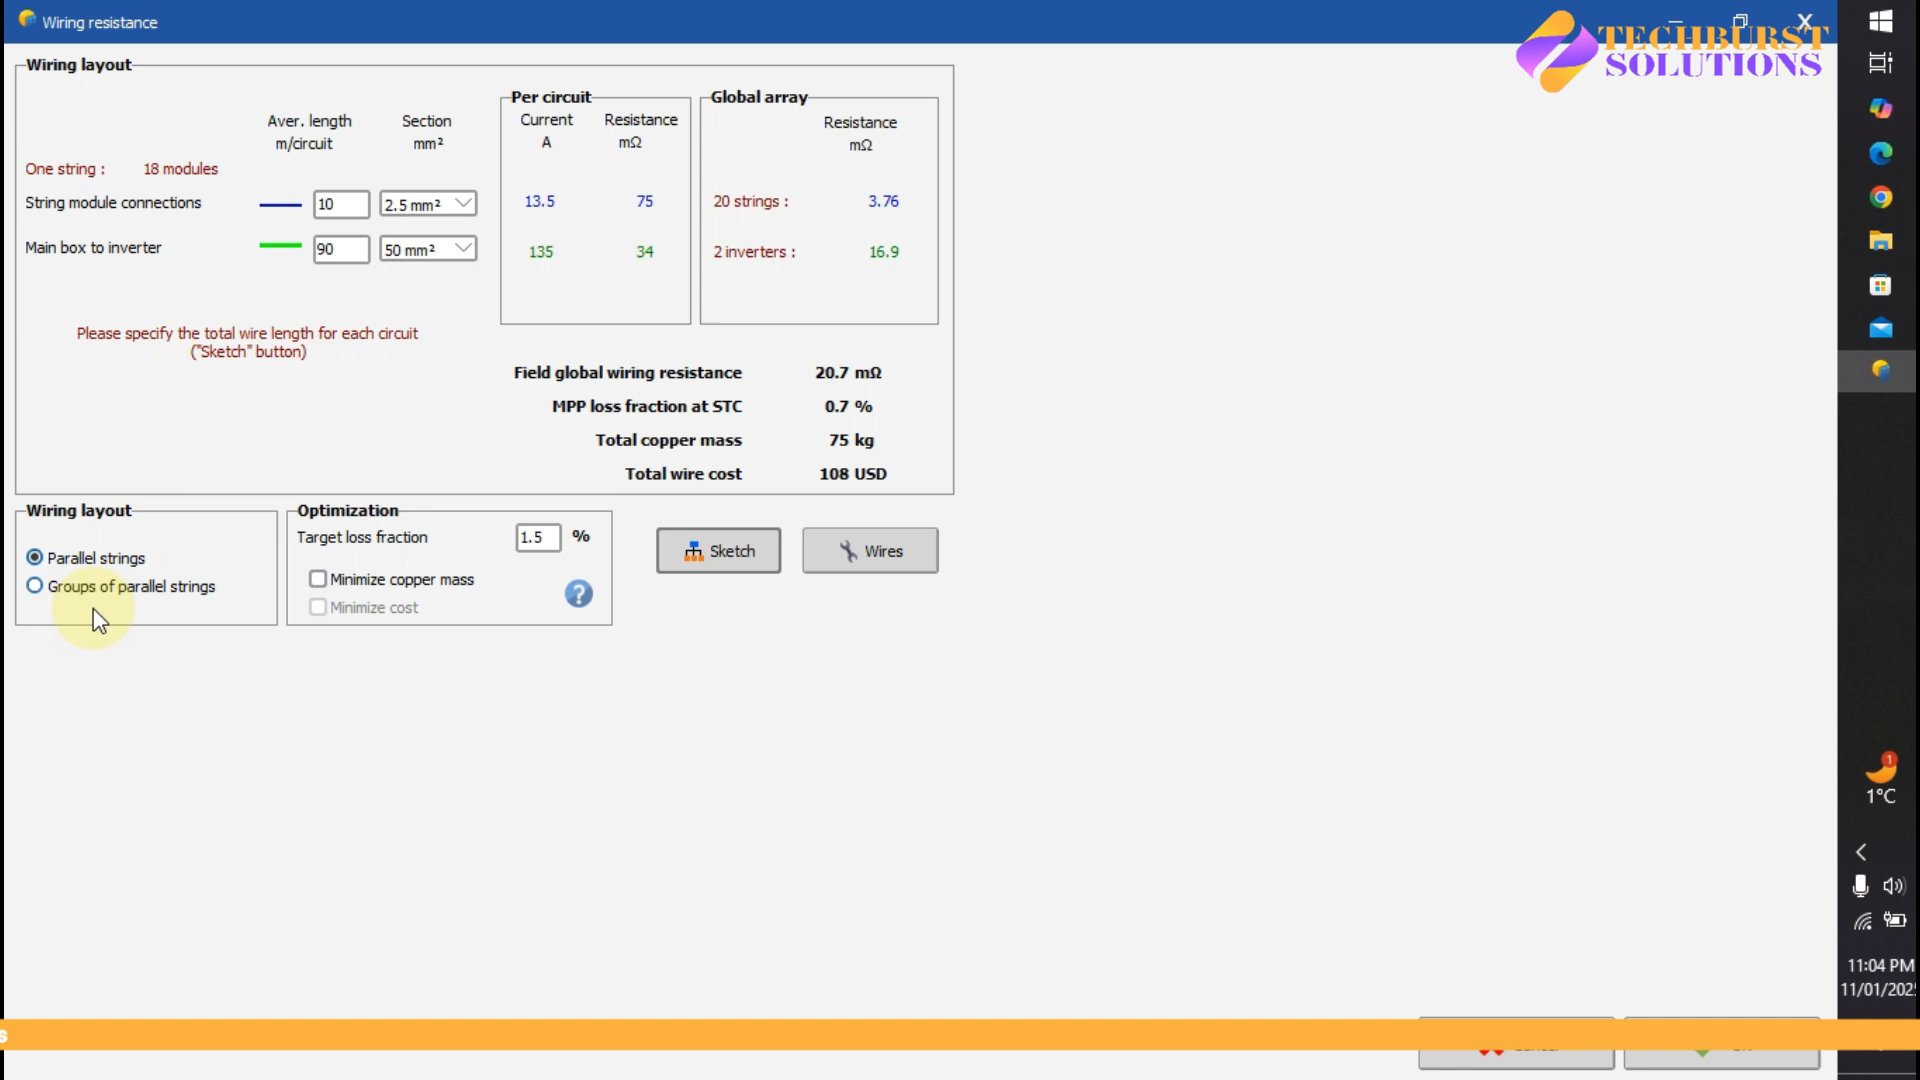 Wiring resistance
TECHBURST
SOLUTIONS
Wiring layout
Per circuit
Global array
Aver. length
m/circuit
Section
mm²
Current
A
Resistance
mΩ
Resistance
mΩ
One string : 18 modules
String module connections 10 2.5 mm² 13.5 75 20 strings : 3.76
Main box to inverter 90 50 mm² 135 34 2 inverters : 16.9
Please specify the total wire length for each circuit
("Sketch" button)
Field global wiring resistance 20.7 mΩ
MPP loss fraction at STC 0.7 %
Total copper mass 75 kg
Total wire cost 108 USD
Wiring layout
Parallel strings
Groups of parallel strings
Optimization
Target loss fraction 1.5 %
Minimize copper mass
Minimize cost
?
Sketch
Wires
1
1°C
11:04 PM
11/01/202